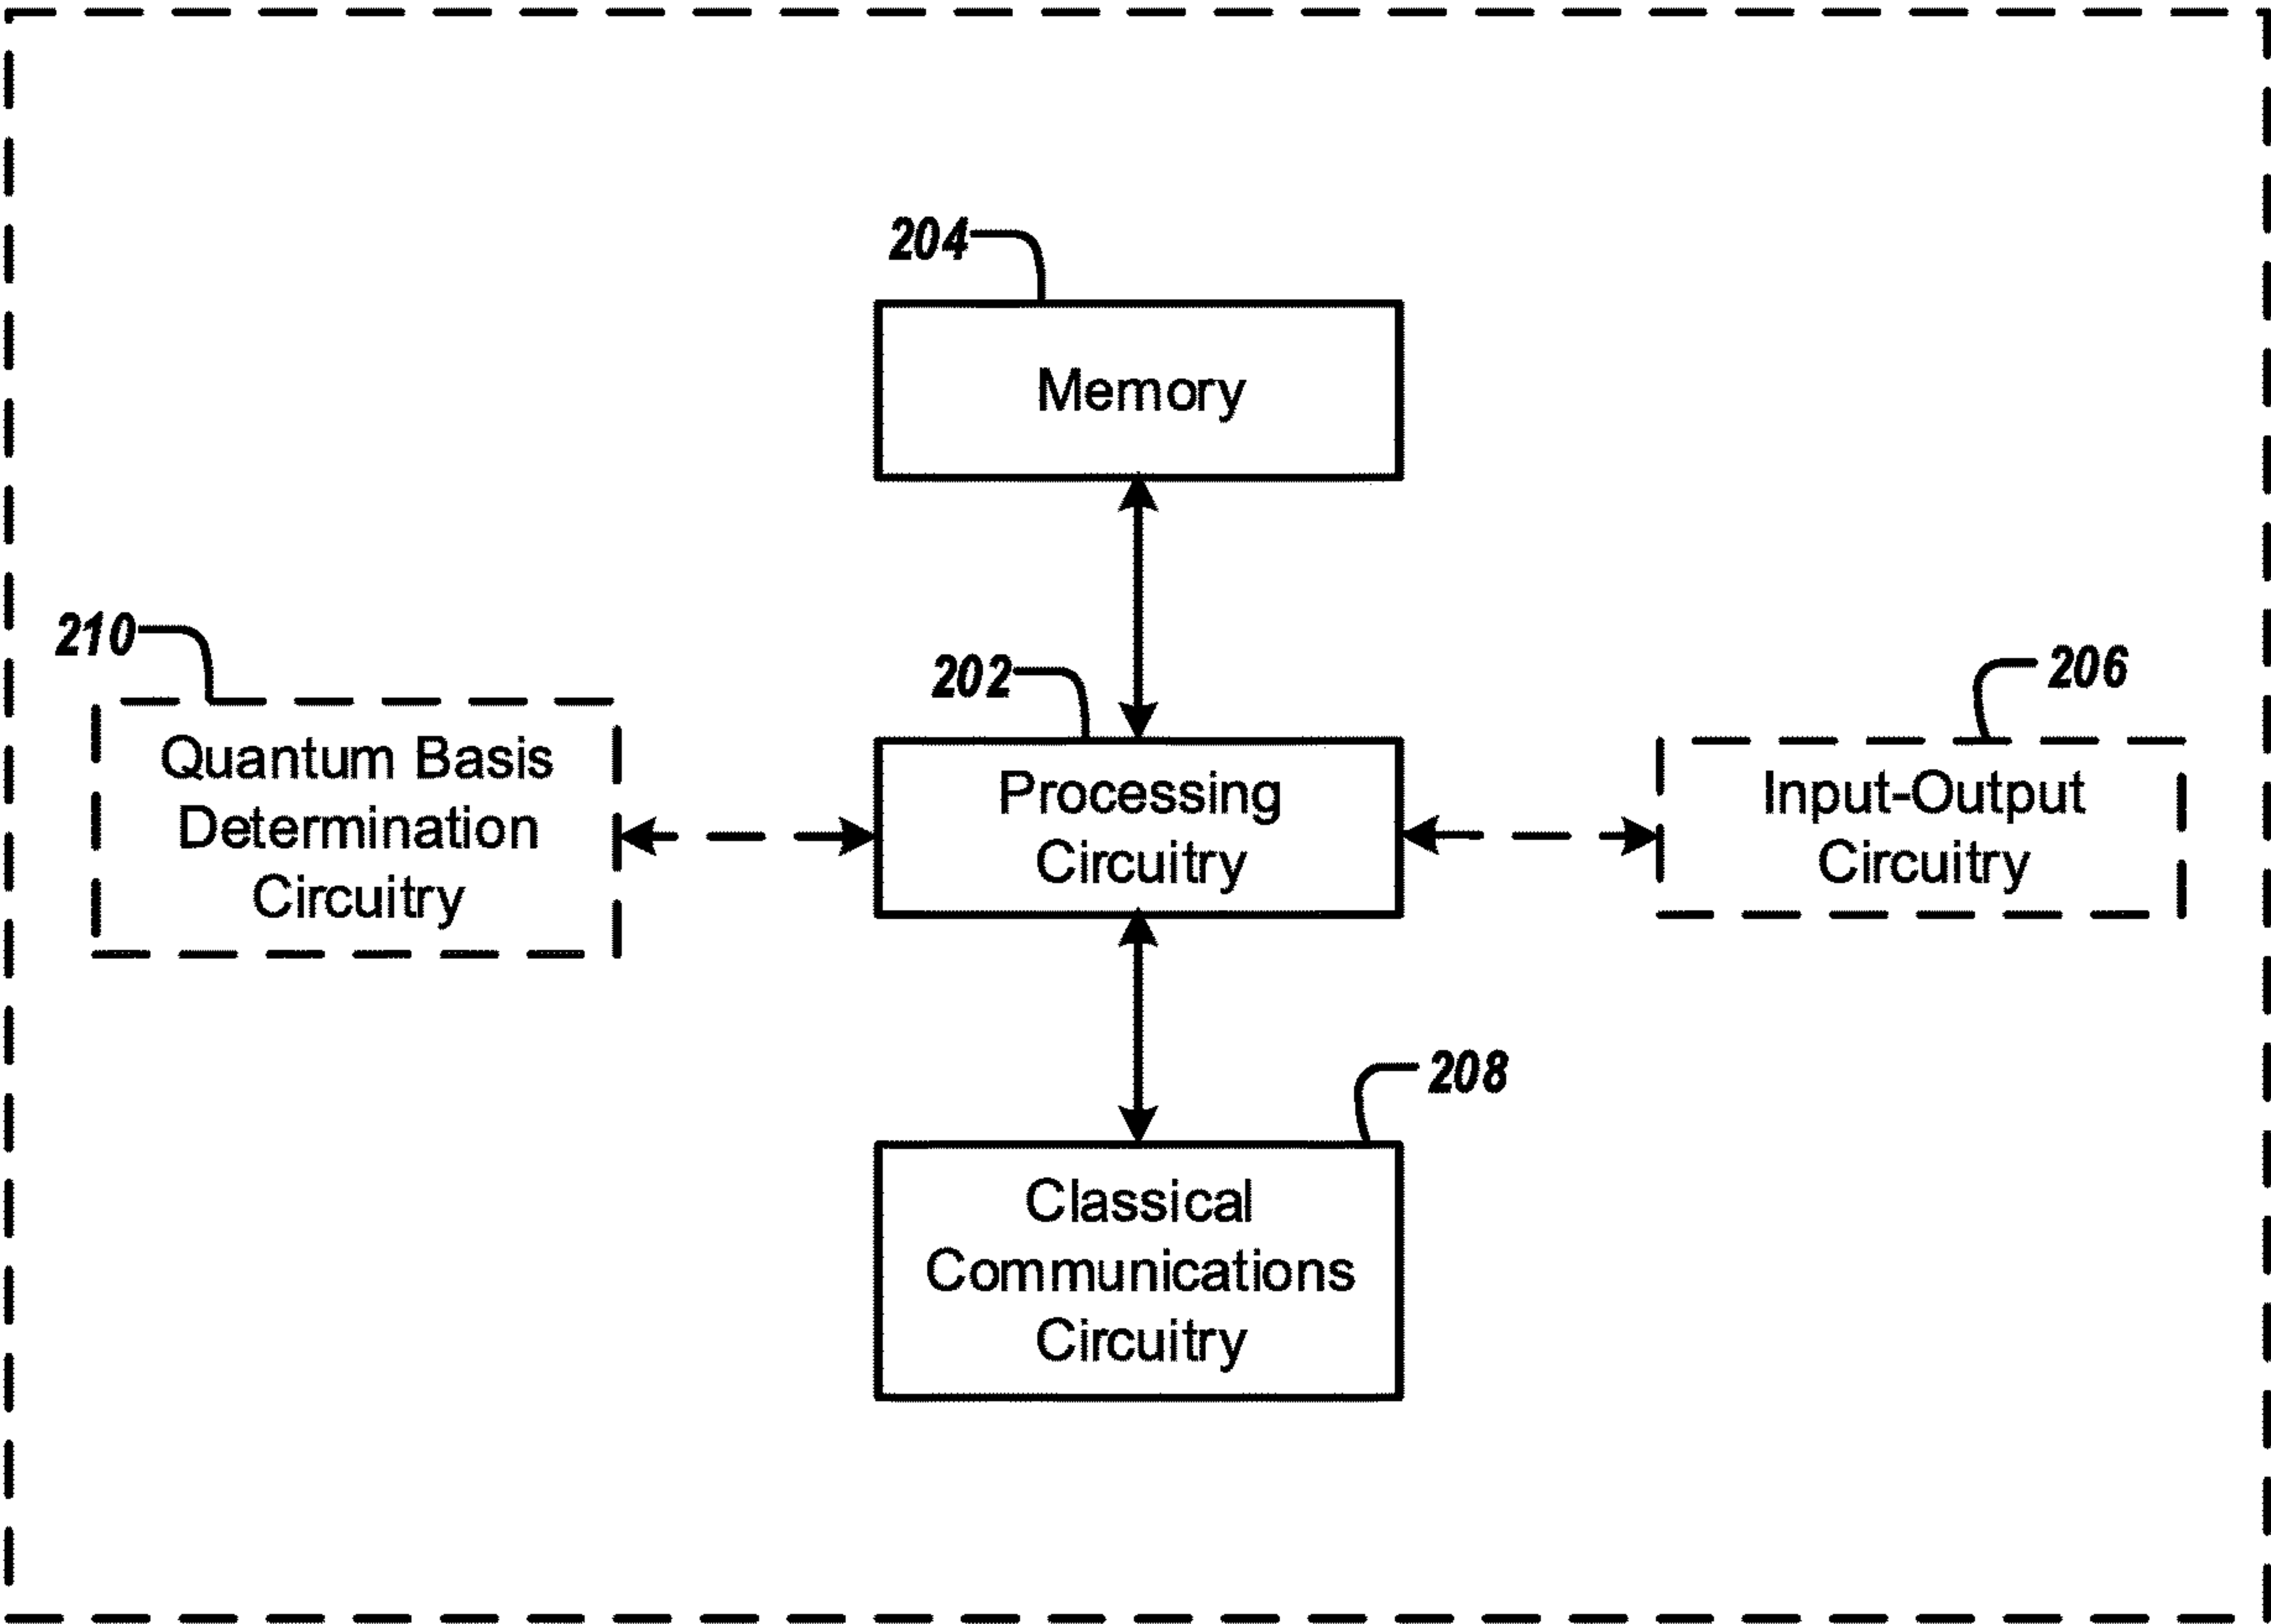 204
Memory
210
202
206
Quantum Basis
Determination
Circuitry
Processing
Circuitry
Input-Output
Circuitry
208
Classical
Communications
Circuitry